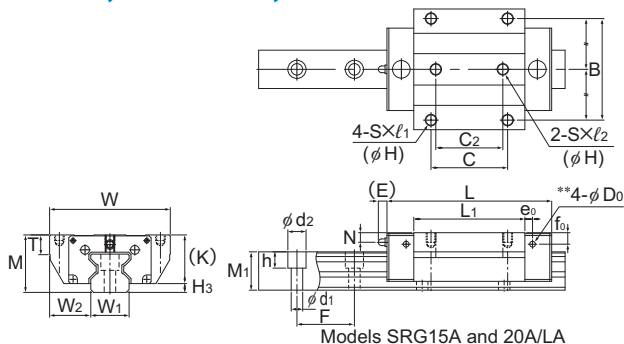 B
4-S×ℓ1
(φH)
C2
C
2-S×ℓ2
(φH)
W
T
M
(K)
H3
W2
W1
(E)
L
L1
e0
f0
**4-φD0
φd2
N
h
M1
φd1
F
Models SRG15A and 20A/LA